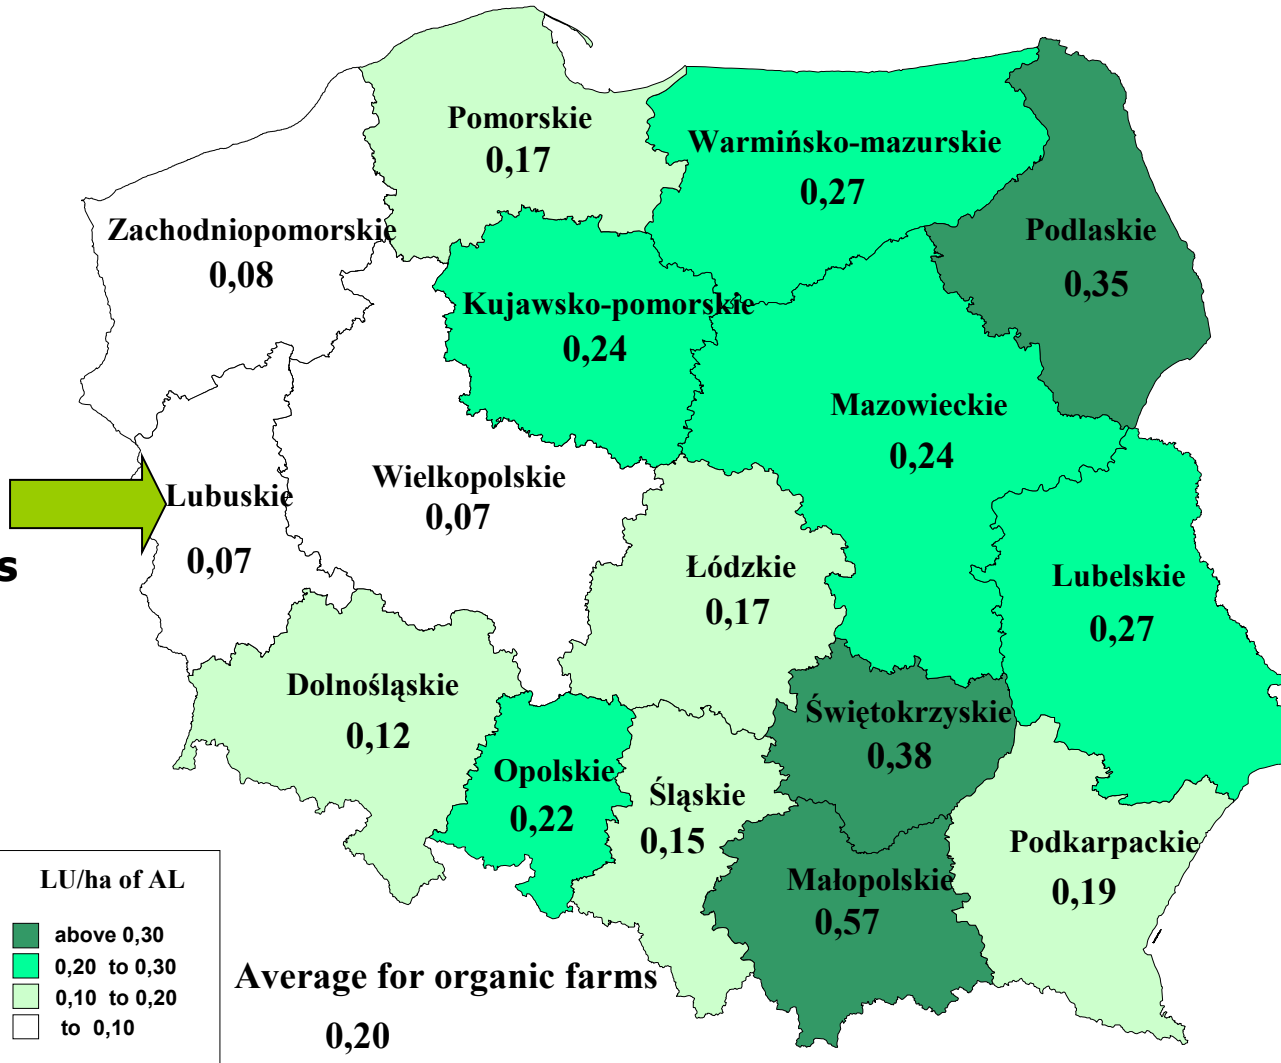 Pomorskie
0,17
Warmińsko-mazurskie
0,27
Zachodniopomorskie
0,08
Podlaskie
0,35
Kujawsko-pomorskie
0,24
Mazowieckie
0,24
Wielkopolskie
0,07
Lubuskie
0,07
s
Łódzkie
0,17
Lubelskie
0,27
Dolnośląskie
0,12
Świętokrzyskie
0,38
Opolskie
0,22
Śląskie
0,15
Podkarpackie
0,19
Małopolskie
0,57
LU/ha of AL
above 0,30
0,20 to 0,30
0,10 to 0,20
to 0,10
Average for organic farms
0,20